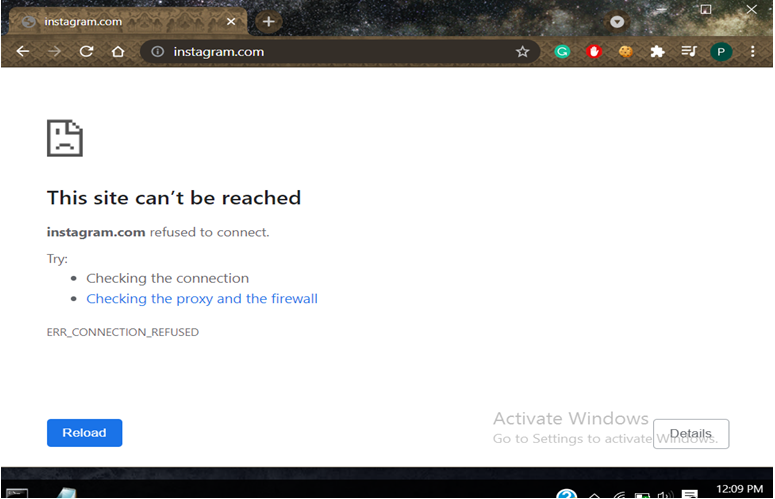 instagram.com
instagram.com
P
This site can't be reached
instagram.com refused to connect.
Try:
Checking the connection
Checking the proxy and the firewall
ERR_CONNECTION_REFUSED
Activate Windows
Go to Settings to activate Windows.
Reload
Details
12:09 PM